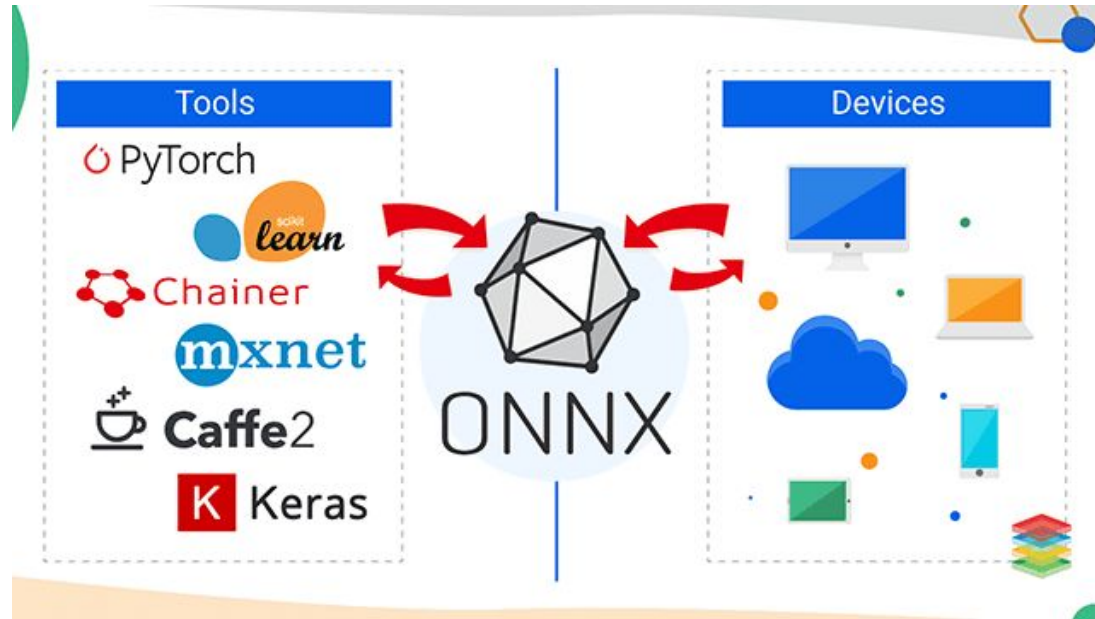 Tools
PyTorch
scikit
learn
Chainer
mxnet
Caffe2
K Keras
ONNX
Devices